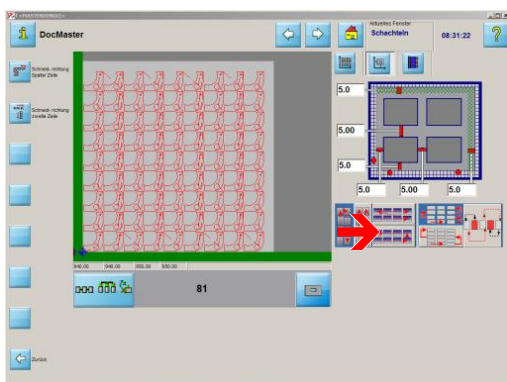 DocMaster
Aktuelles Fenster
Schachteln
08:31:22
?
Schneid- richtung
Spalte/ Zeile
Schneid- richtung
zweite Zeile
5.0
5.00
5.0
5.0
5.00
5.0
81
Zurück